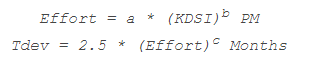 Effort = a * (KDSI)ᵇ PM
Tdev = 2.5 * (Effort)ᶜ Months